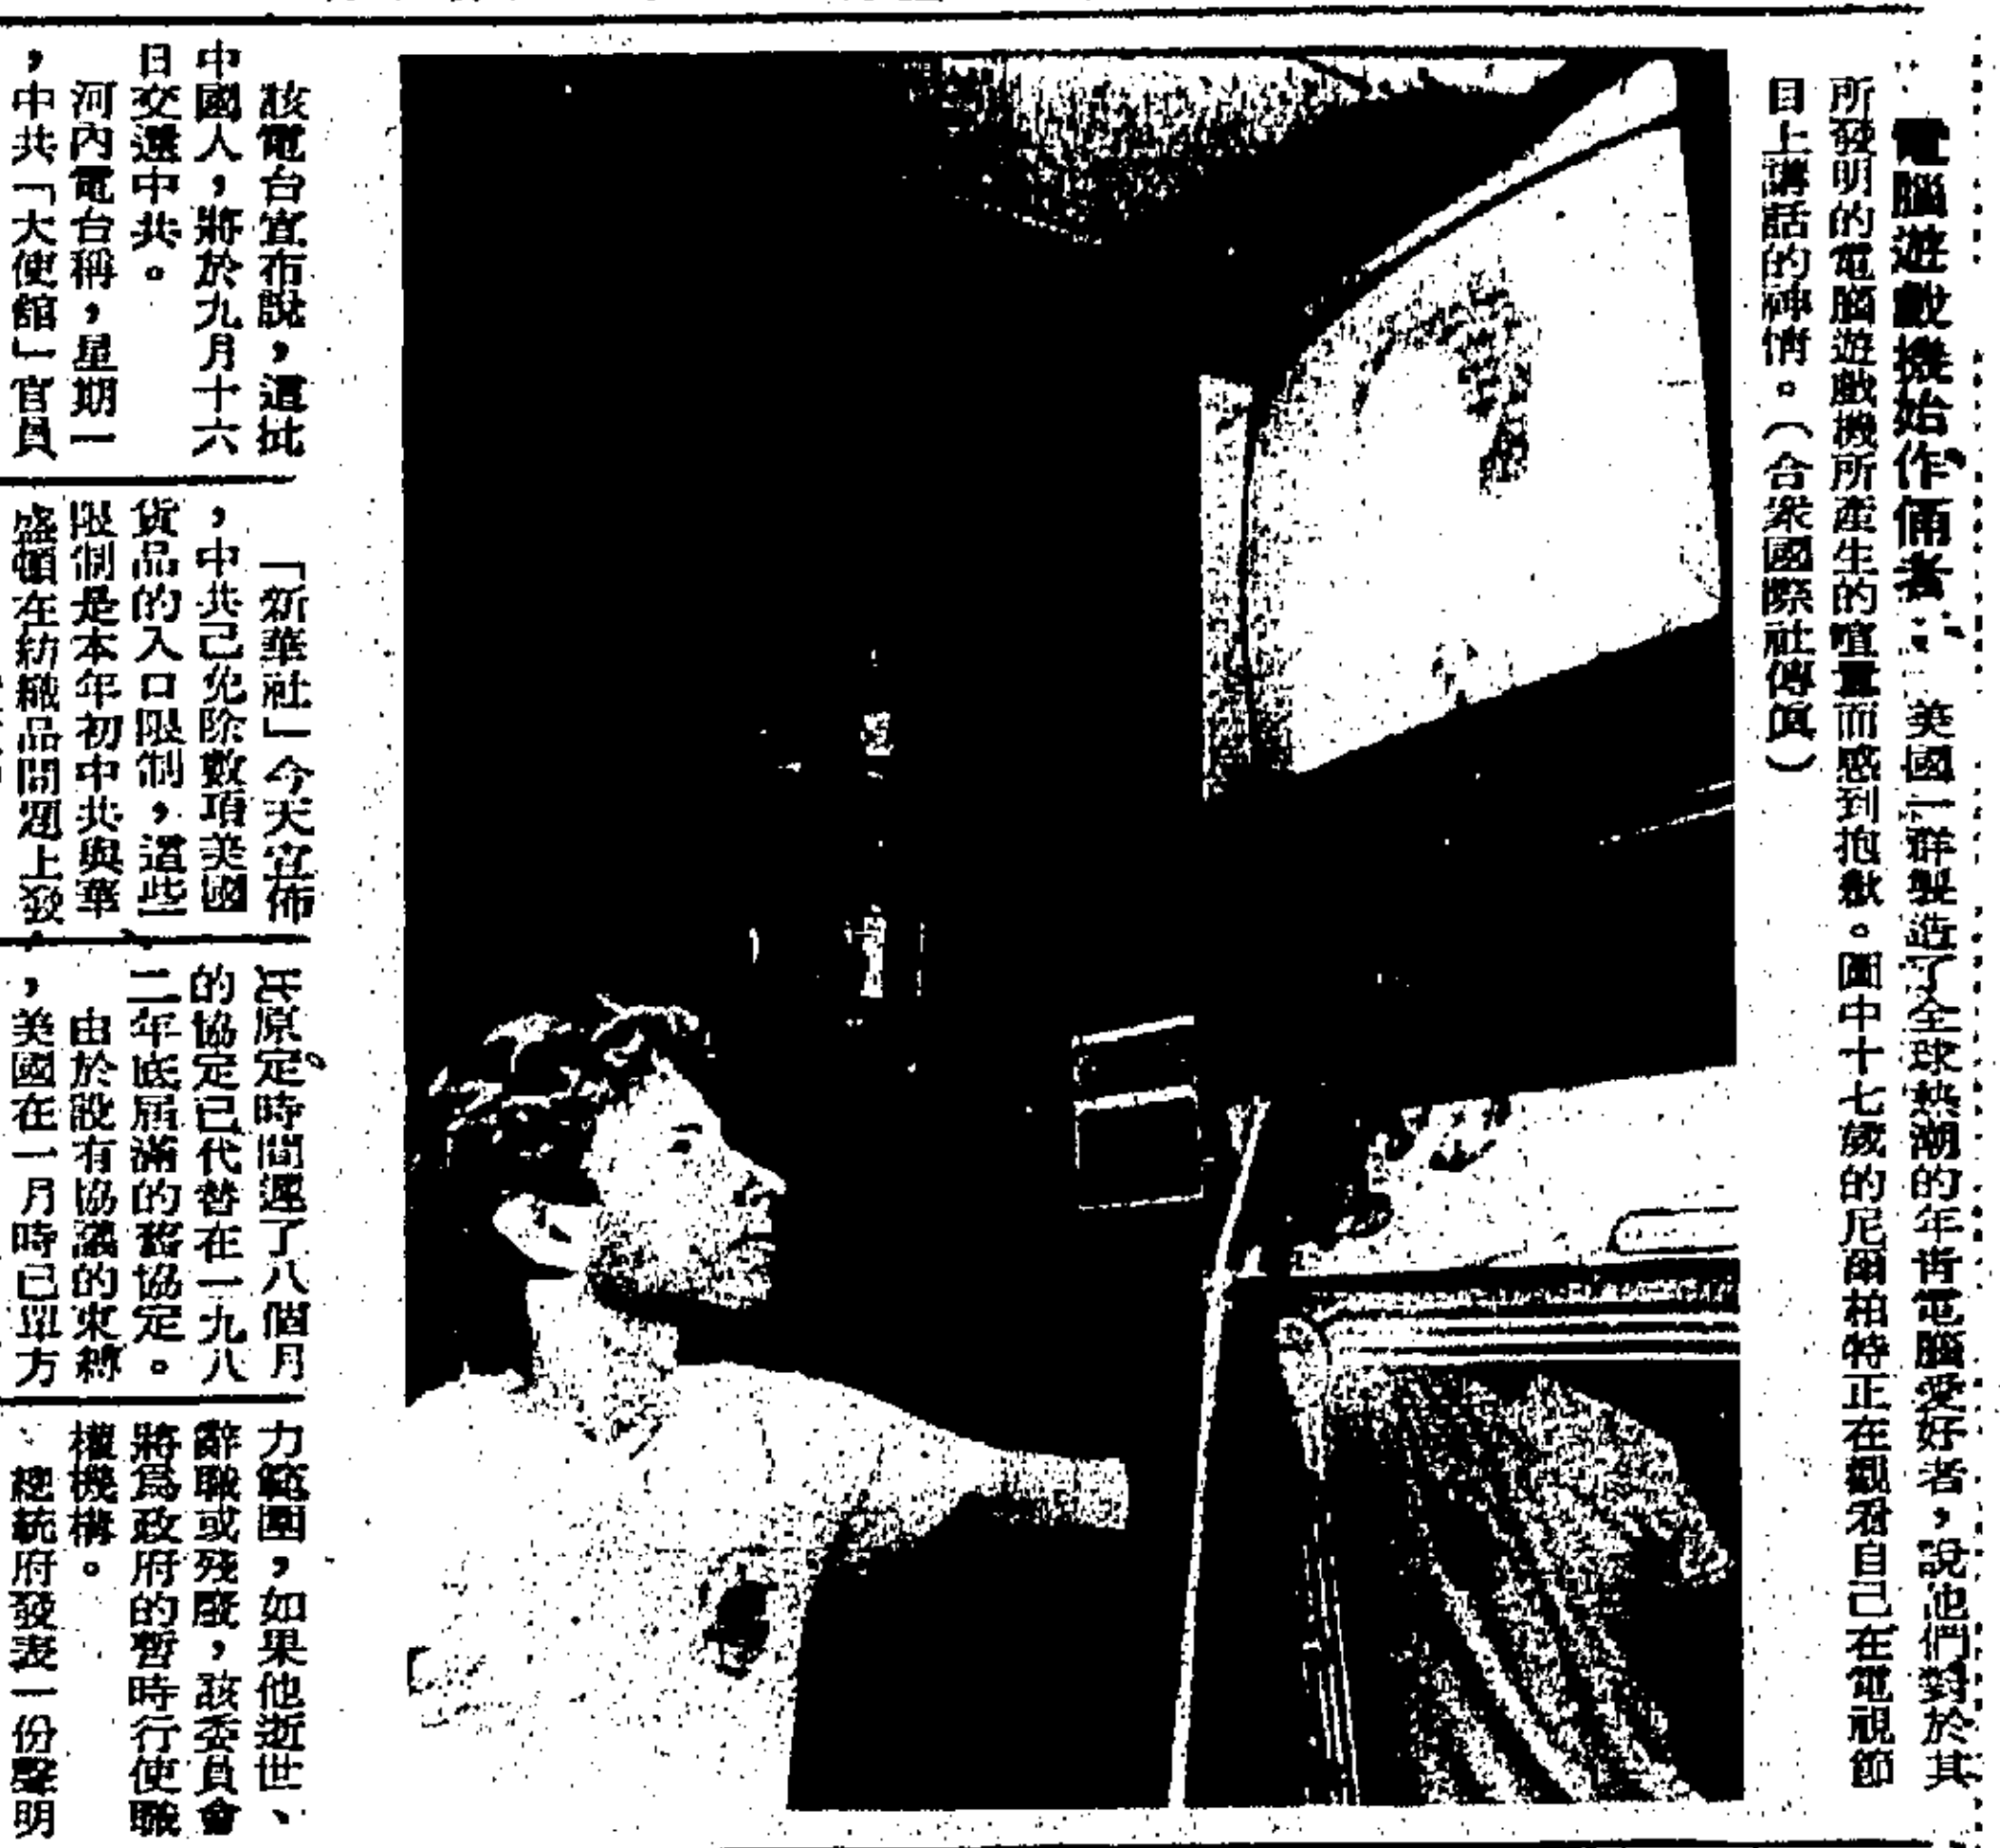 電腦遊戲機始作俑者：美國一群製造了全球熱潮的年青電腦愛好者，說他們對於其
所發明的電腦遊戲機所產生的喧囂而感到抱歉。圖中十七歲的尼爾柏特正在觀看自己在電視節
目上講話的神情。（合衆國際社傳真）
該電台宣布說，這批
中國人，將於九月十六
日交還中共。
河內電台稱，星期一
，中共「大使館」官員
「新華社」今天宣佈
，中共已免除數項美國
貨品的入口限制，這些
限制是本年初中共與華
盛頓在紡織品問題上發
原定時間遲了八個月
的協定已代替在一九八
二年底屆滿的舊協定。
由於設有協議的束縛
，美國在一月時已單方
力範圍，如果他逝世、
辭職或殘廢，該委員會
將為政府的暫時行使職
權機構。
總統府發表一份聲明